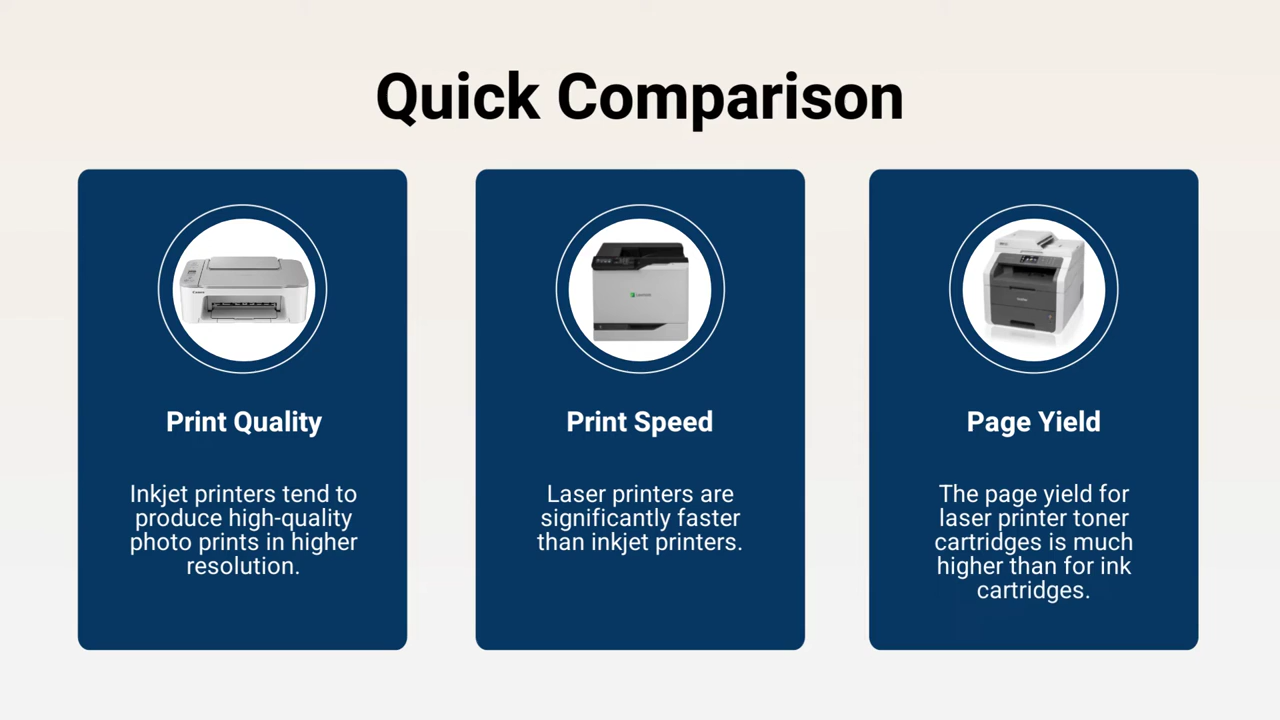 Quick Comparison
Print Quality
Inkjet printers tend to
produce high-quality
photo prints in higher
resolution.
Print Speed
Laser printers are
significantly faster
than inkjet printers.
Page Yield
The page yield for
laser printer toner
cartridges is much
higher than for ink
cartridges.